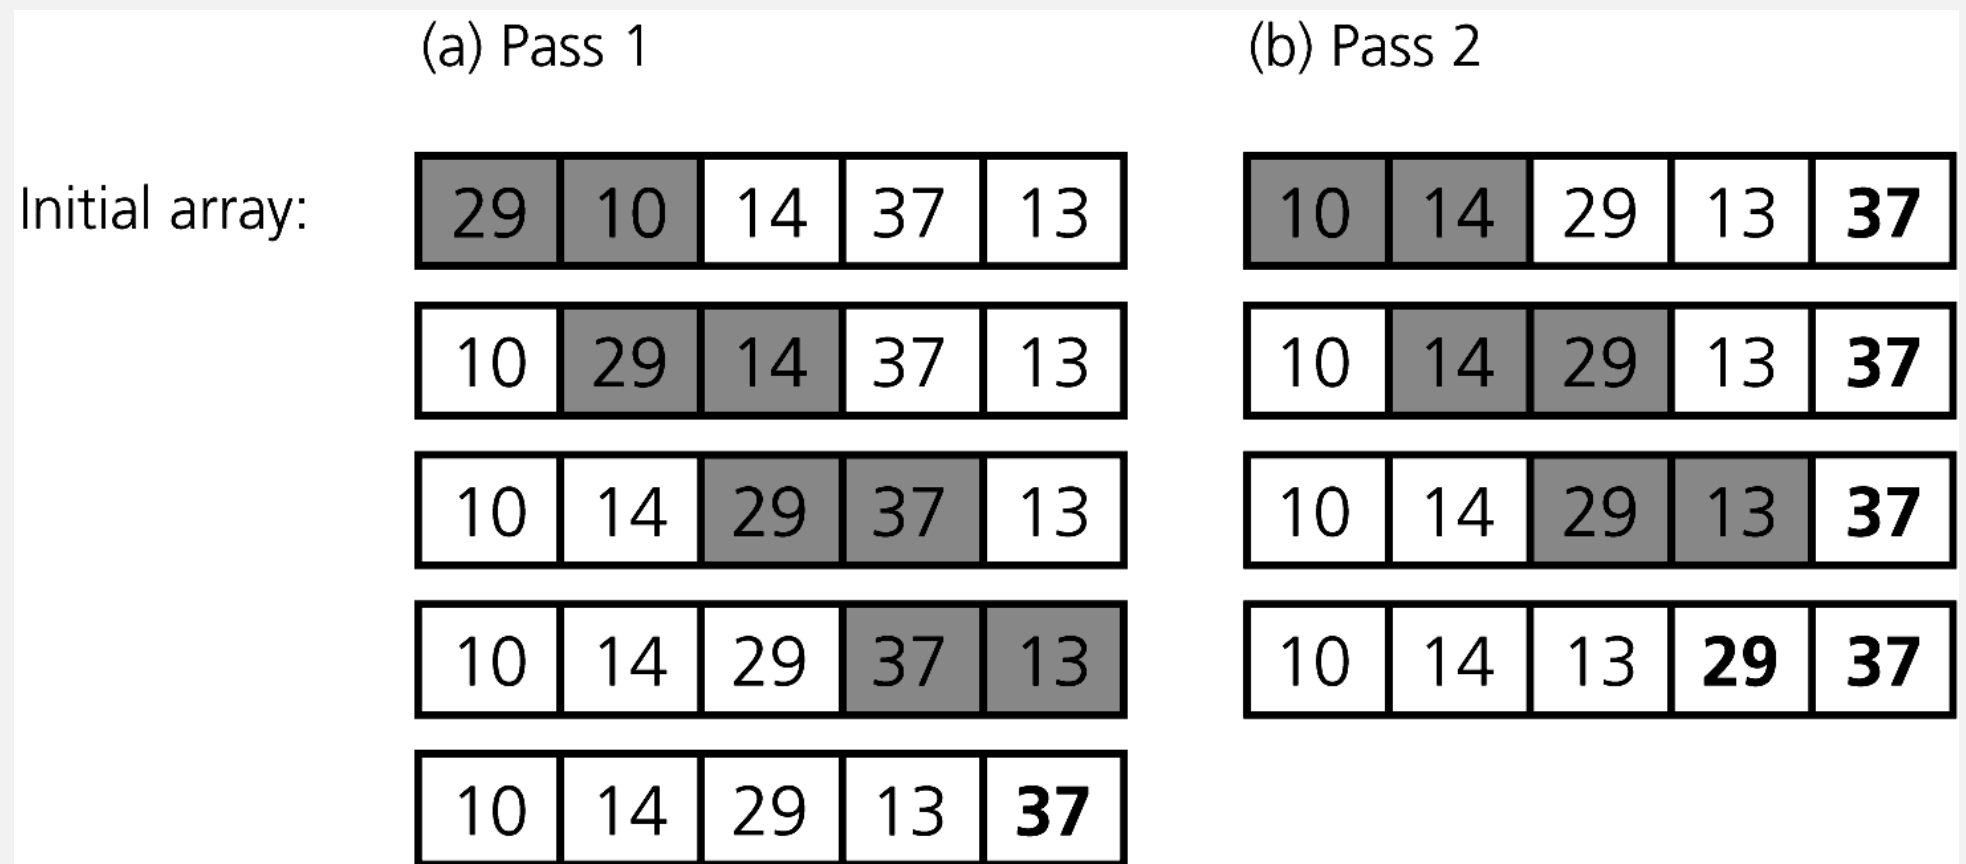 (a) Pass 1
(b) Pass 2
Initial array:
29 10 14 37 13
10 14 29 13 37
10 29 14 37 13
10 14 29 13 37
10 14 29 37 13
10 14 29 13 37
10 14 29 37 13
10 14 13 29 37
10 14 29 13 37